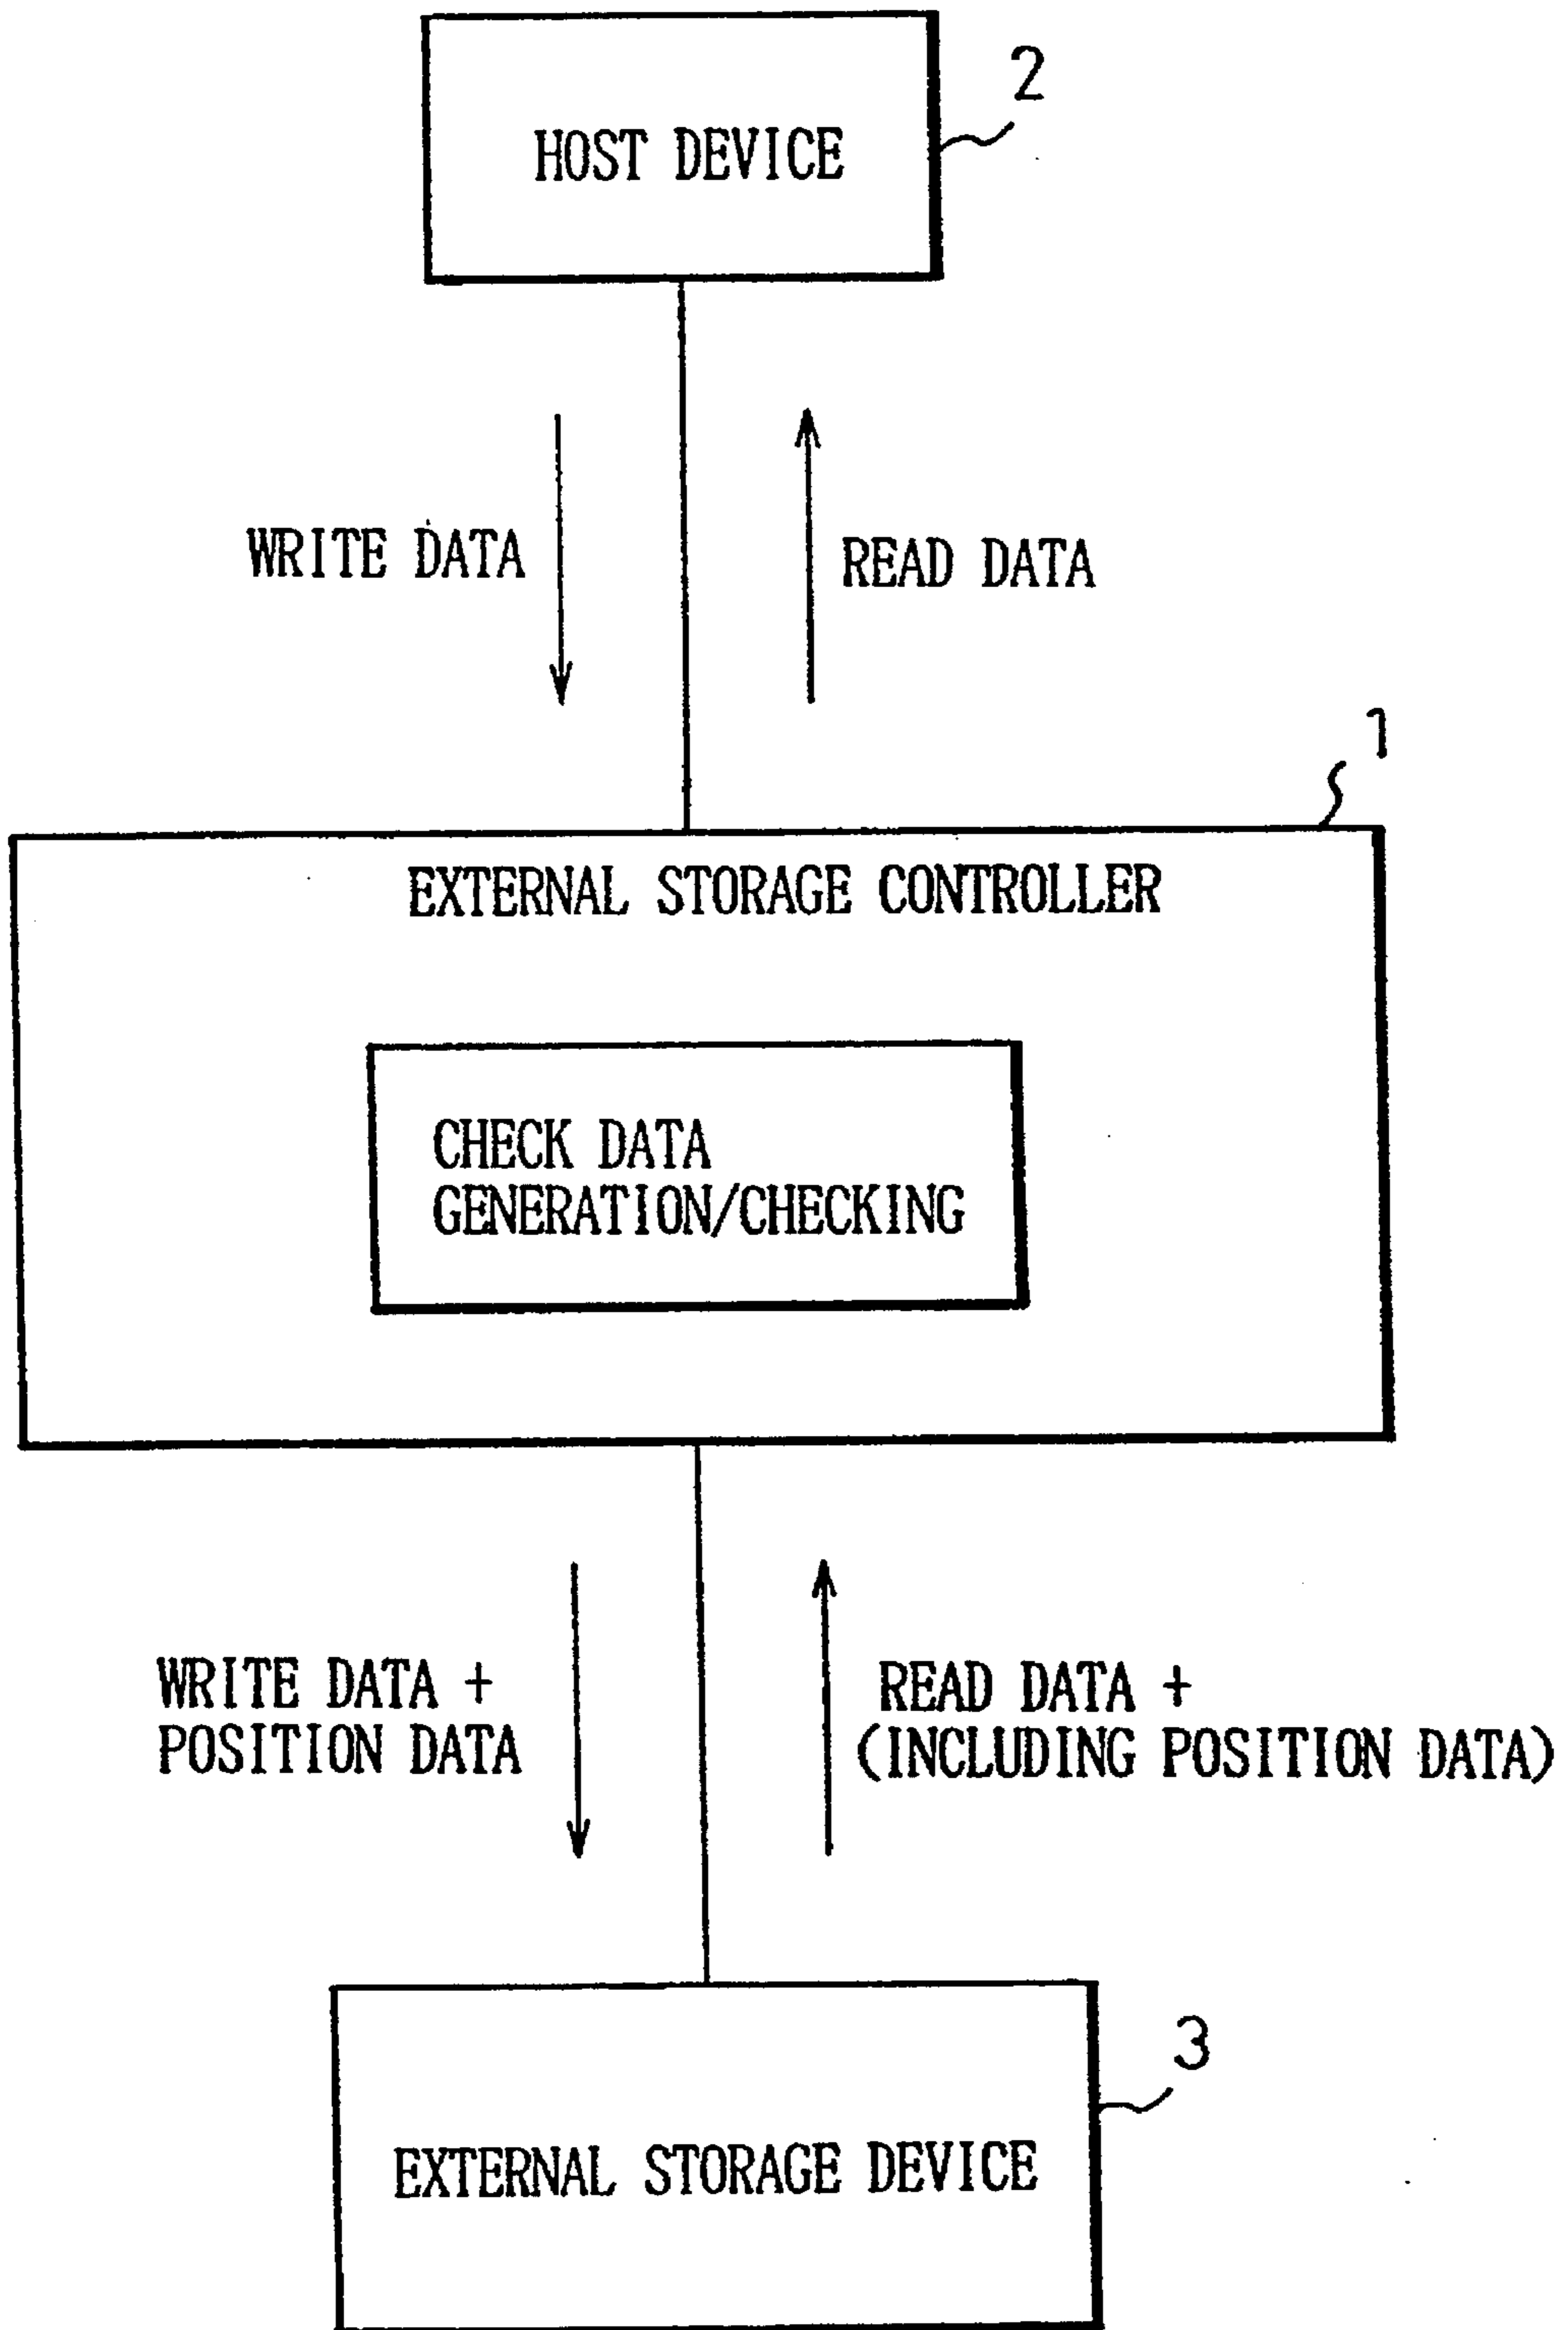 2
HOST DEVICE
WRITE DATA
READ DATA
1
EXTERNAL STORAGE CONTROLLER
CHECK DATA
GENERATION/CHECKING
WRITE DATA +
POSITION DATA
READ DATA +
(INCLUDING POSITION DATA)
3
EXTERNAL STORAGE DEVICE